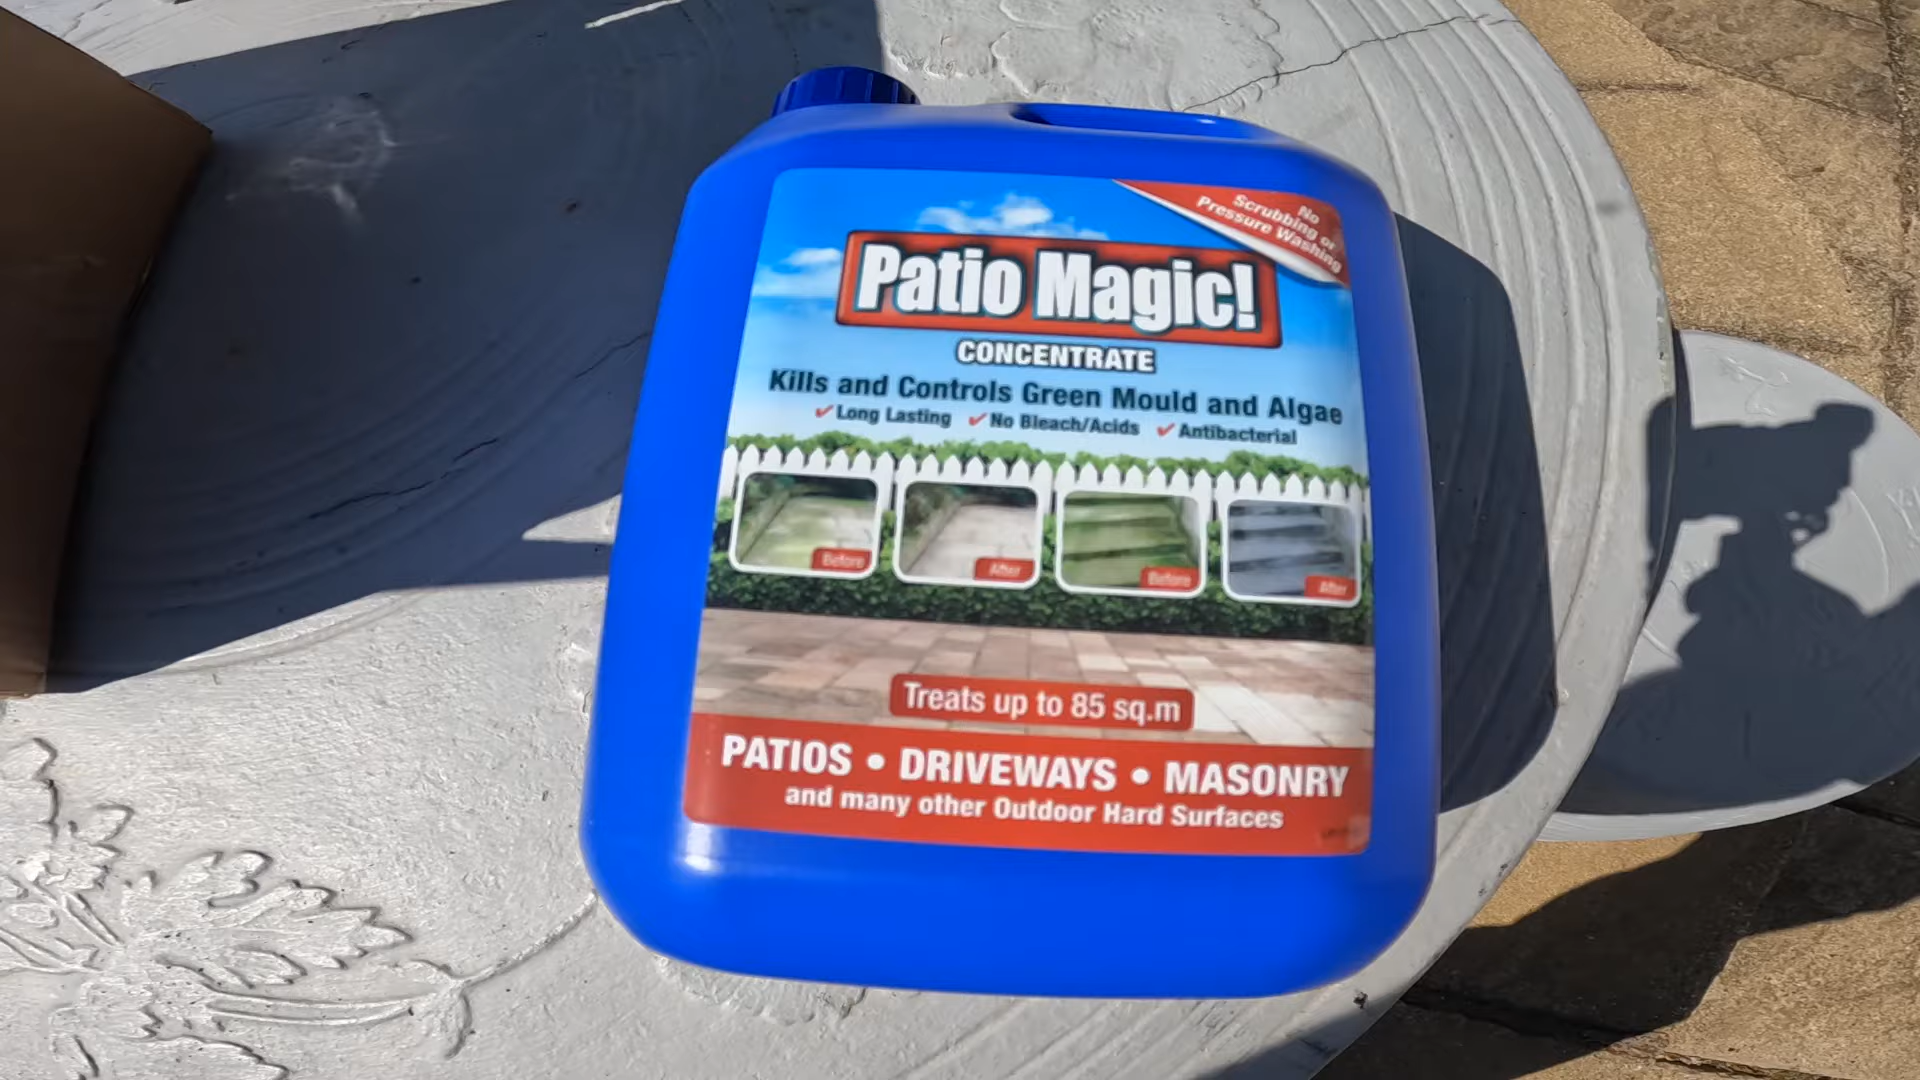 No
Scrubbing or
Pressure Washing
Patio Magic!
CONCENTRATE
Kills and Controls Green Mould and Algae
✓ Long Lasting ✓ No Bleach/Acids ✓ Antibacterial
Before After Before After
Treats up to 85 sq.m
PATIOS • DRIVEWAYS • MASONRY
and many other Outdoor Hard Surfaces